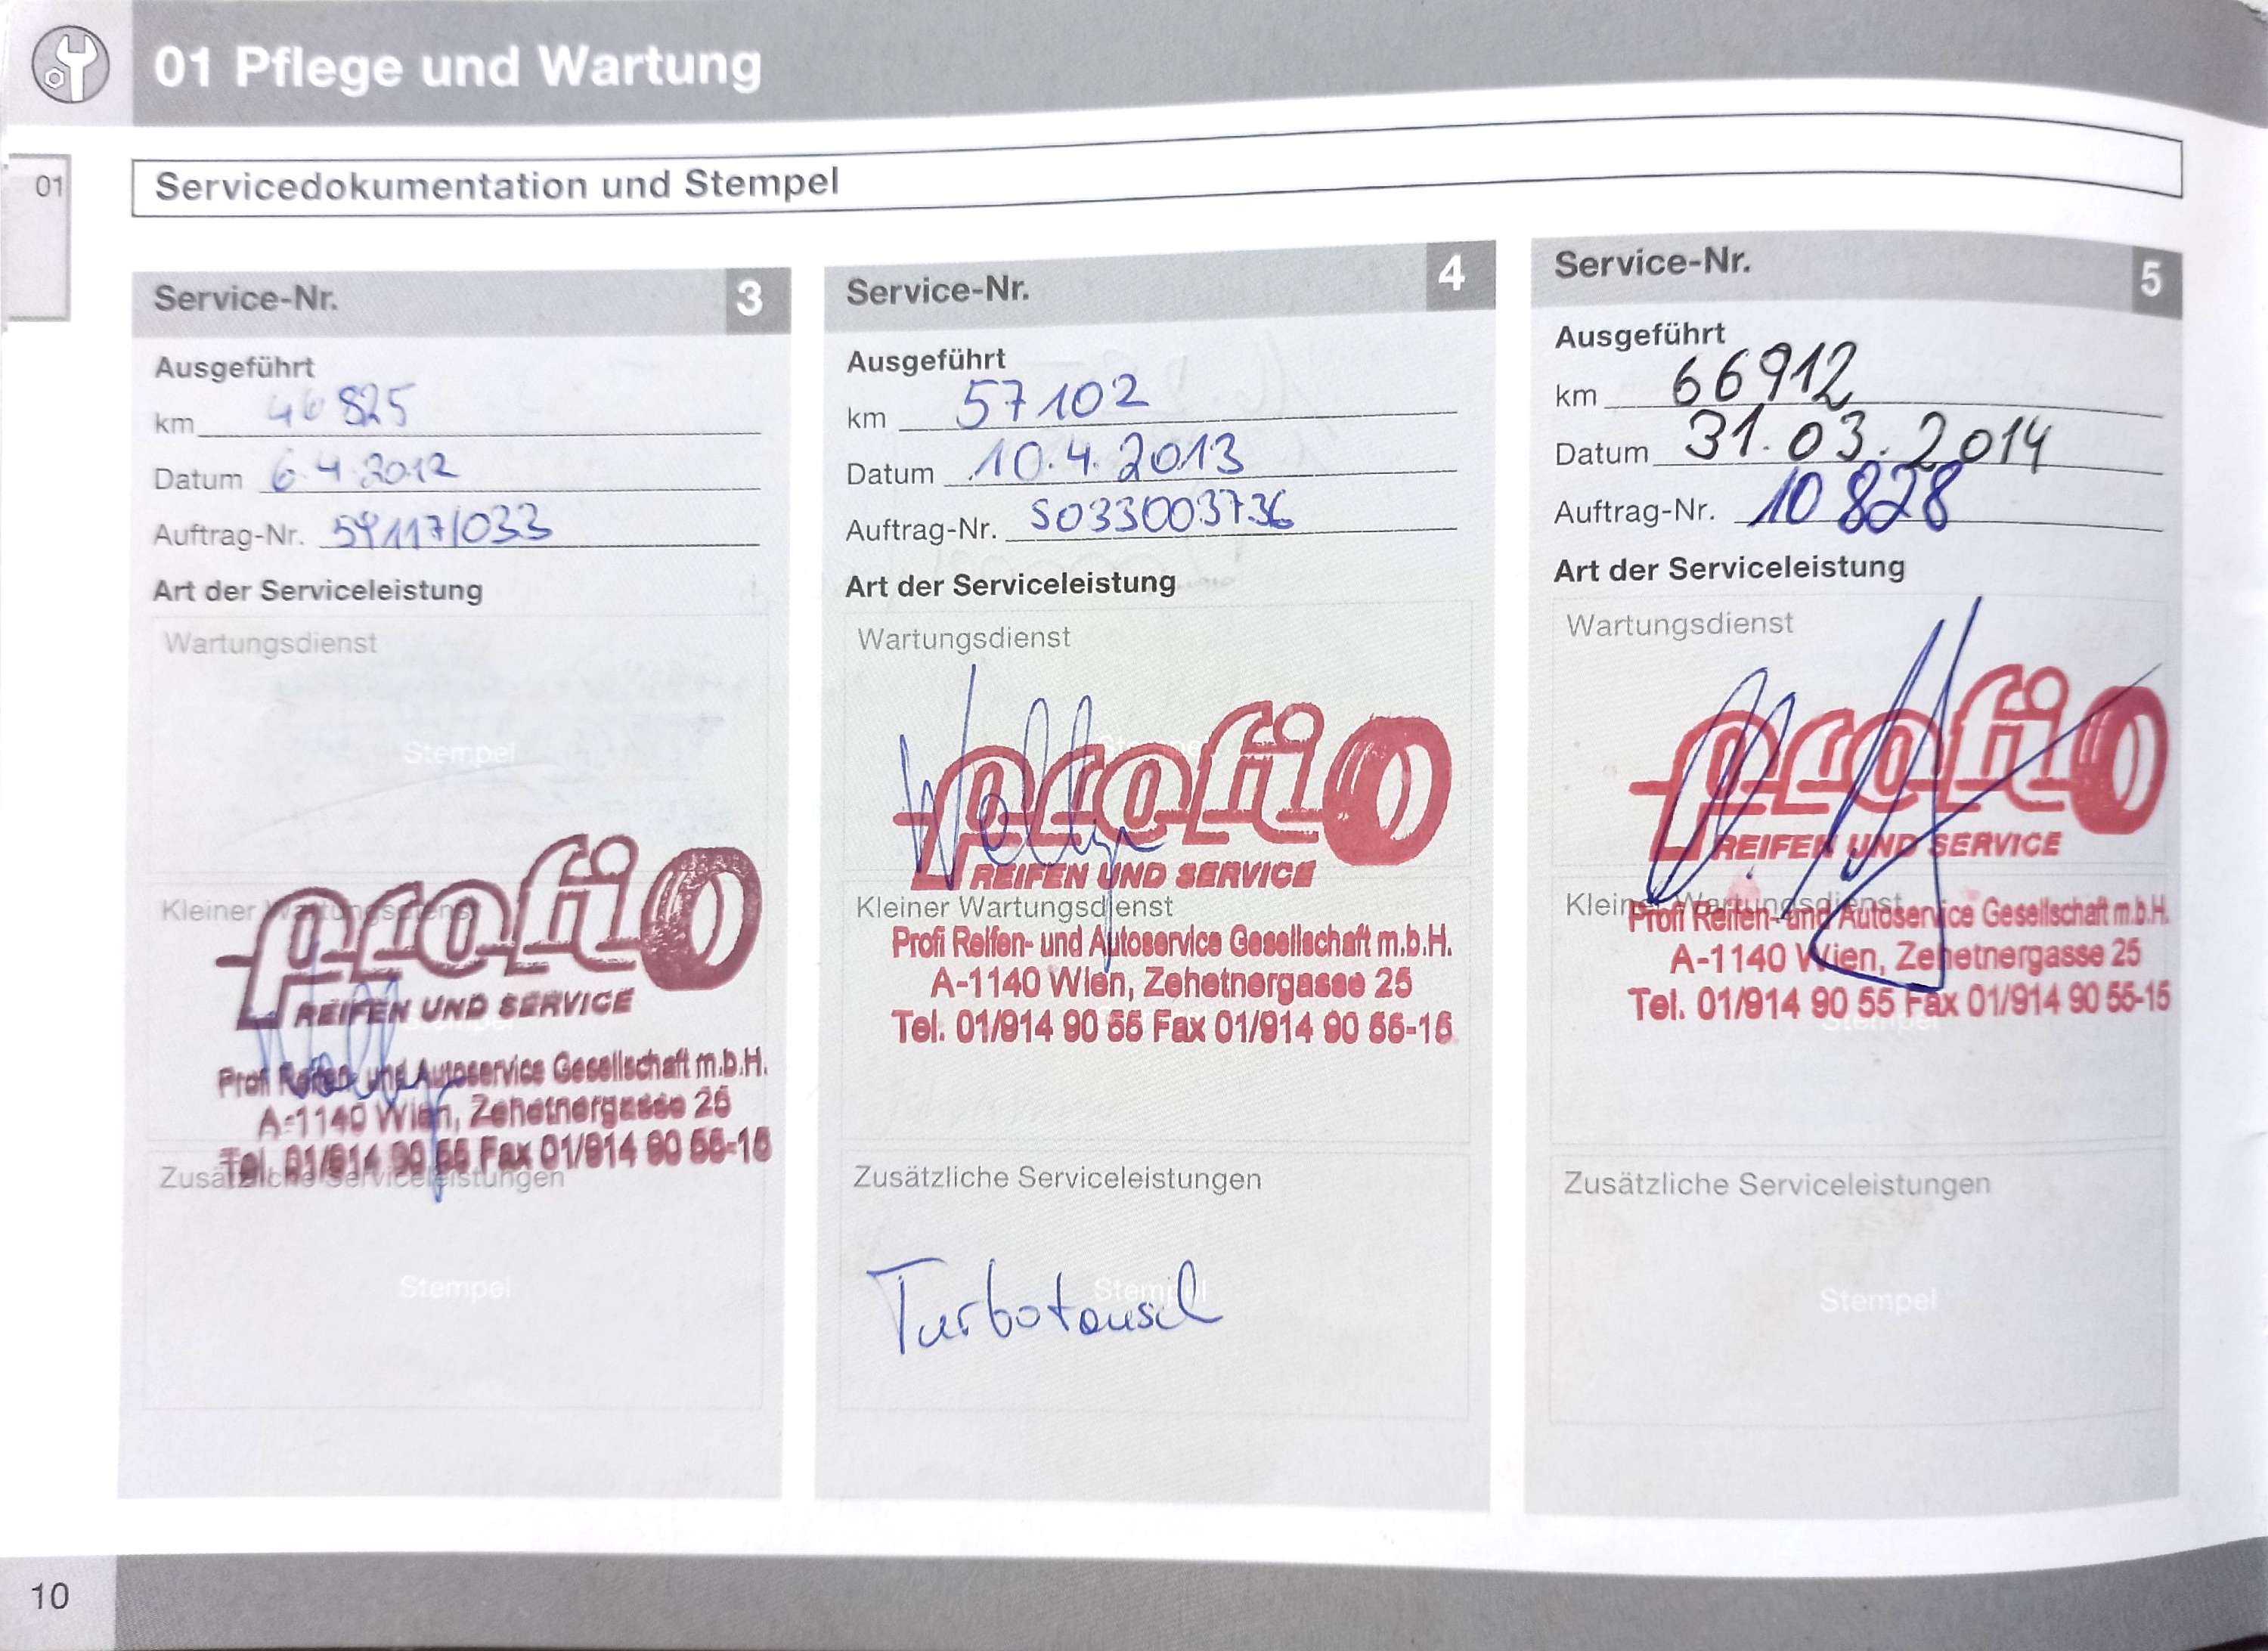 01 Pflege und Wartung
01
Servicedokumentation und Stempel
Service-Nr. 3
Ausgeführt
km 46825
Datum 6.4.2012
Auftrag-Nr. 59117/033
Art der Serviceleistung
Wartungsdienst
Stempel
Kleiner Wartungsdienst
profi
REIFEN UND SERVICE
Profi Reifen- und Autoservice Gesellschaft m.b.H.
A-1140 Wien, Zehetnergasse 25
Tel. 01/914 90 55 Fax 01/914 90 55-15
Zusätzliche Serviceleistungen
Stempel
Service-Nr. 4
Ausgeführt
km 57102
Datum 10.4.2013
Auftrag-Nr. S033003736
Art der Serviceleistung
Wartungsdienst
Stempel
profi
REIFEN UND SERVICE
Kleiner Wartungsdienst
Profi Reifen- und Autoservice Gesellschaft m.b.H.
A-1140 Wien, Zehetnergasse 25
Tel. 01/914 90 55 Fax 01/914 90 55-15
Zusätzliche Serviceleistungen
Stempel
Turbotausch
Service-Nr. 5
Ausgeführt
km 66912
Datum 31.03.2014
Auftrag-Nr. 10828
Art der Serviceleistung
Wartungsdienst
profi
REIFEN UND SERVICE
Kleiner Wartungsdienst
Profi Reifen- und Autoservice Gesellschaft m.b.H.
A-1140 Wien, Zehetnergasse 25
Tel. 01/914 90 55 Fax 01/914 90 55-15
Stempel
Zusätzliche Serviceleistungen
Stempel
10